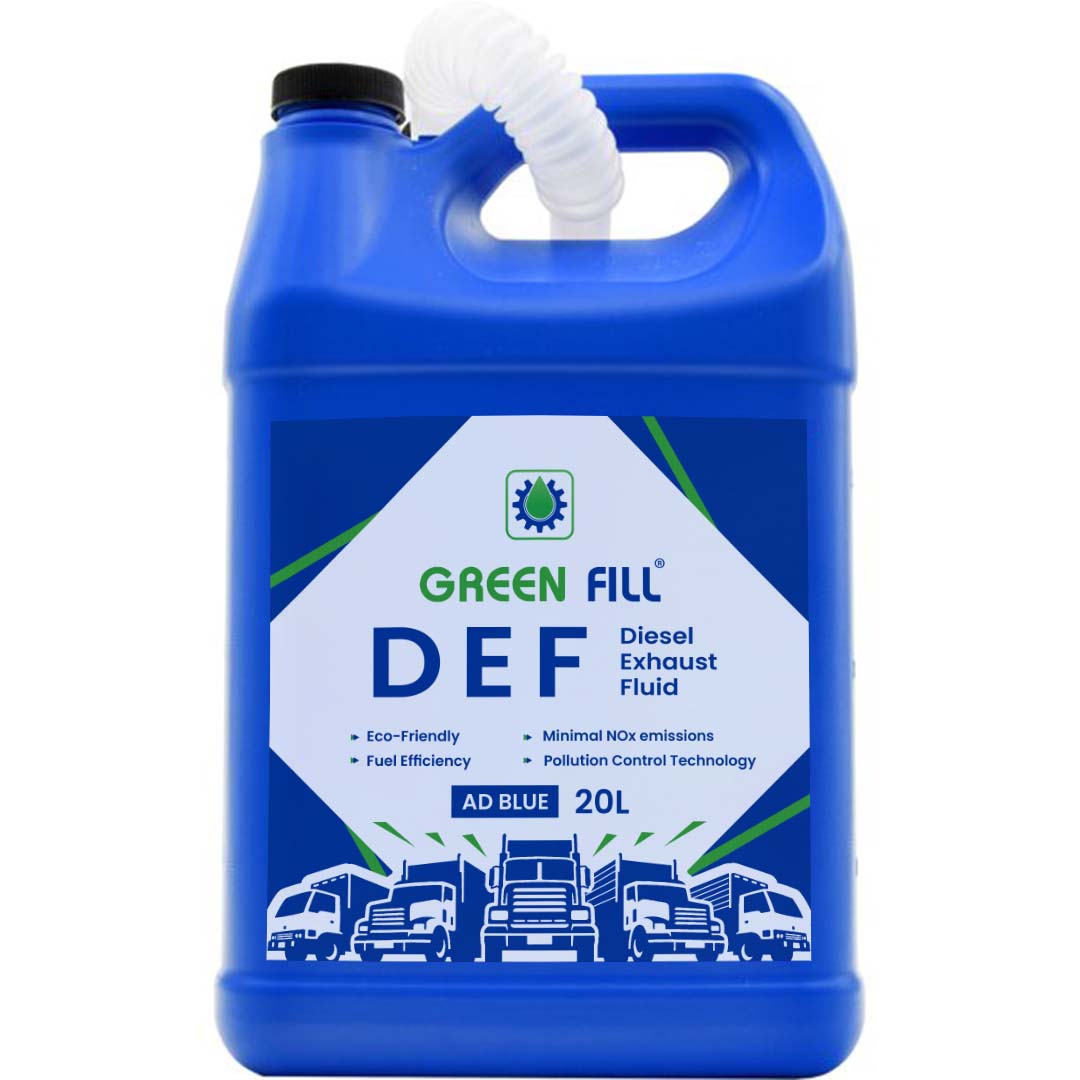 GREEN FILL®
DEF
Diesel
Exhaust
Fluid
Eco-Friendly
Minimal NOx emissions
Fuel Efficiency
Pollution Control Technology
AD BLUE 20L